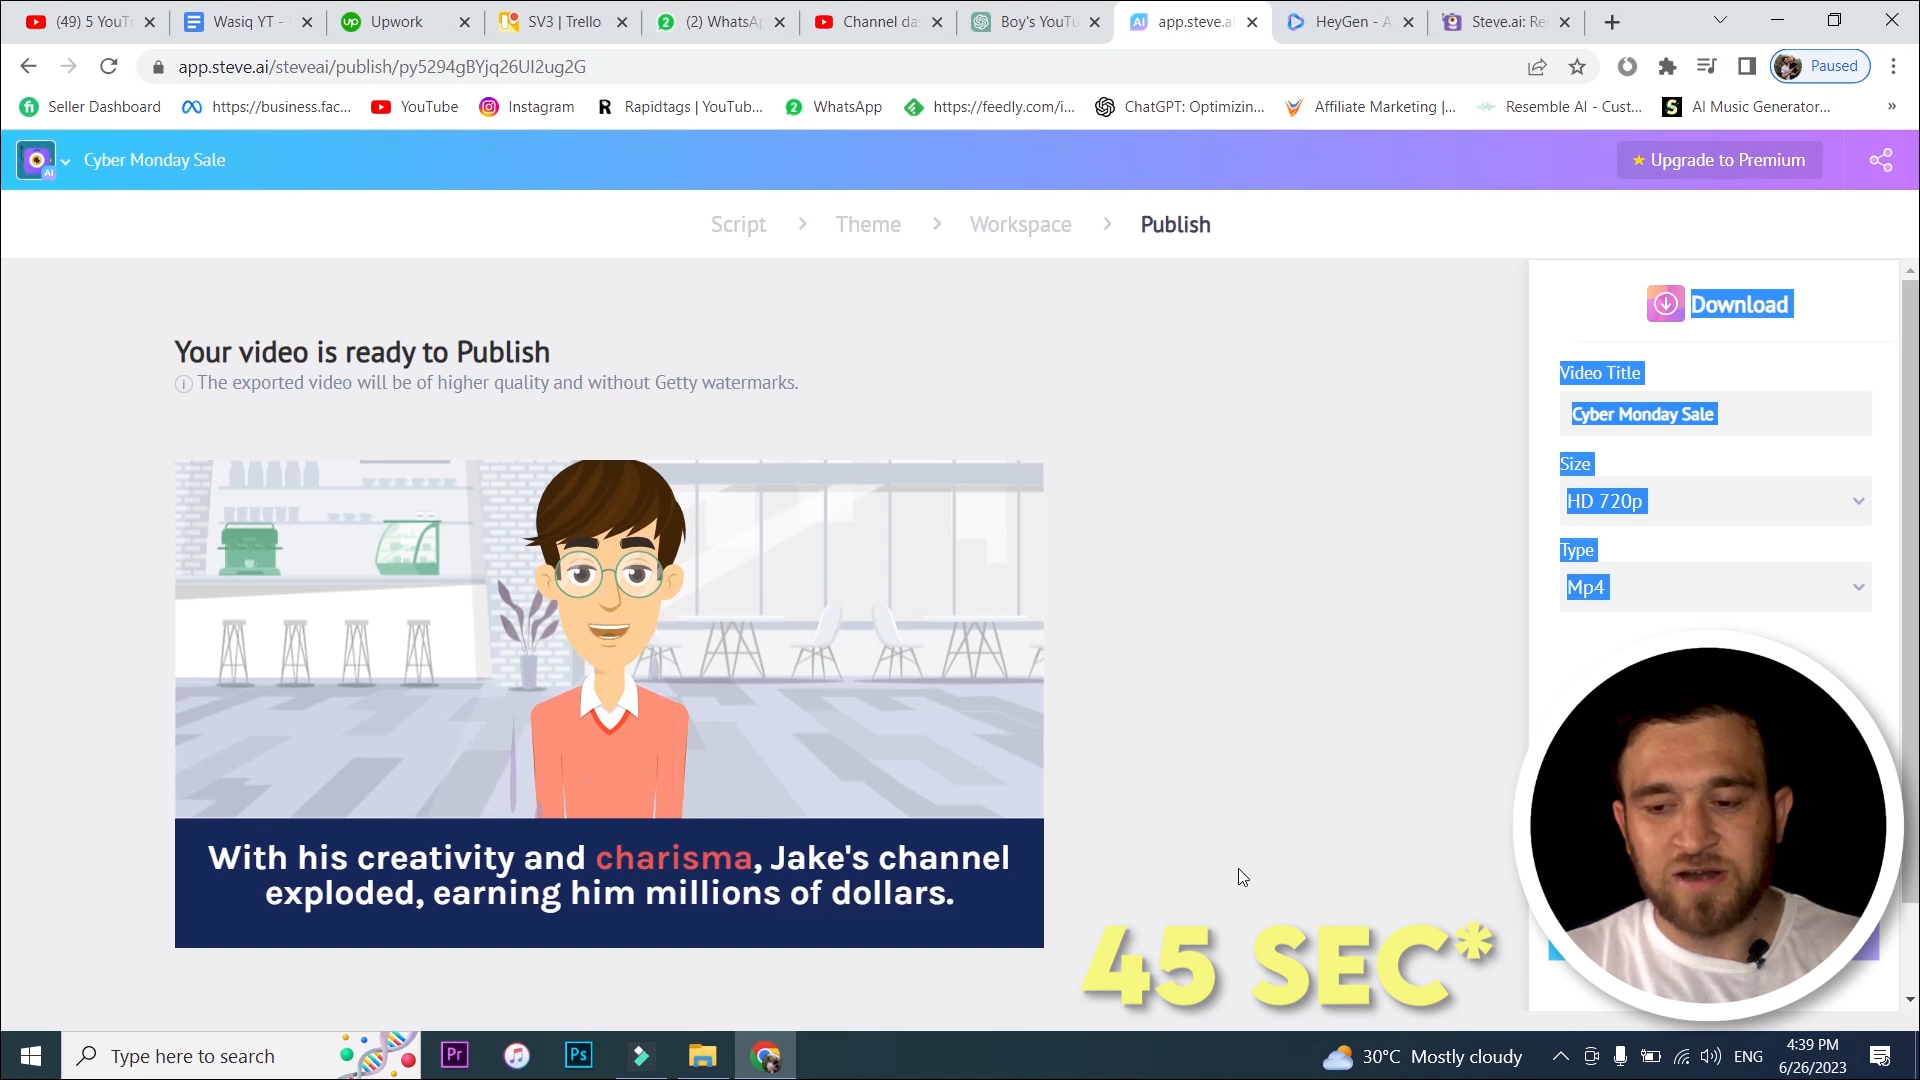 (49) 5 YouTu
Wasiq YT -
Upwork
SV3 | Trello
(2) WhatsAp
Channel da
Boy's YouTu
app.steve.ai
HeyGen - A
Steve.ai: Re
app.steve.ai/steveai/publish/py5294gBYjq26UI2ug2G
Paused
Seller Dashboard
https://business.fac...
YouTube
Instagram
Rapidtags | YouTub...
WhatsApp
https://feedly.com/i...
ChatGPT: Optimizin...
Affiliate Marketing |...
Resemble AI - Cust...
AI Music Generator...
»
AI
Cyber Monday Sale
Upgrade to Premium
Script > Theme > Workspace > Publish
Download
Your video is ready to Publish
The exported video will be of higher quality and without Getty watermarks.
Video Title
Cyber Monday Sale
Size
HD 720p
Type
Mp4
With his creativity and charisma, Jake's channel
exploded, earning him millions of dollars.
45 SEC*
Type here to search
Pr
Ps
30°C Mostly cloudy
ENG
4:39 PM
6/26/2023